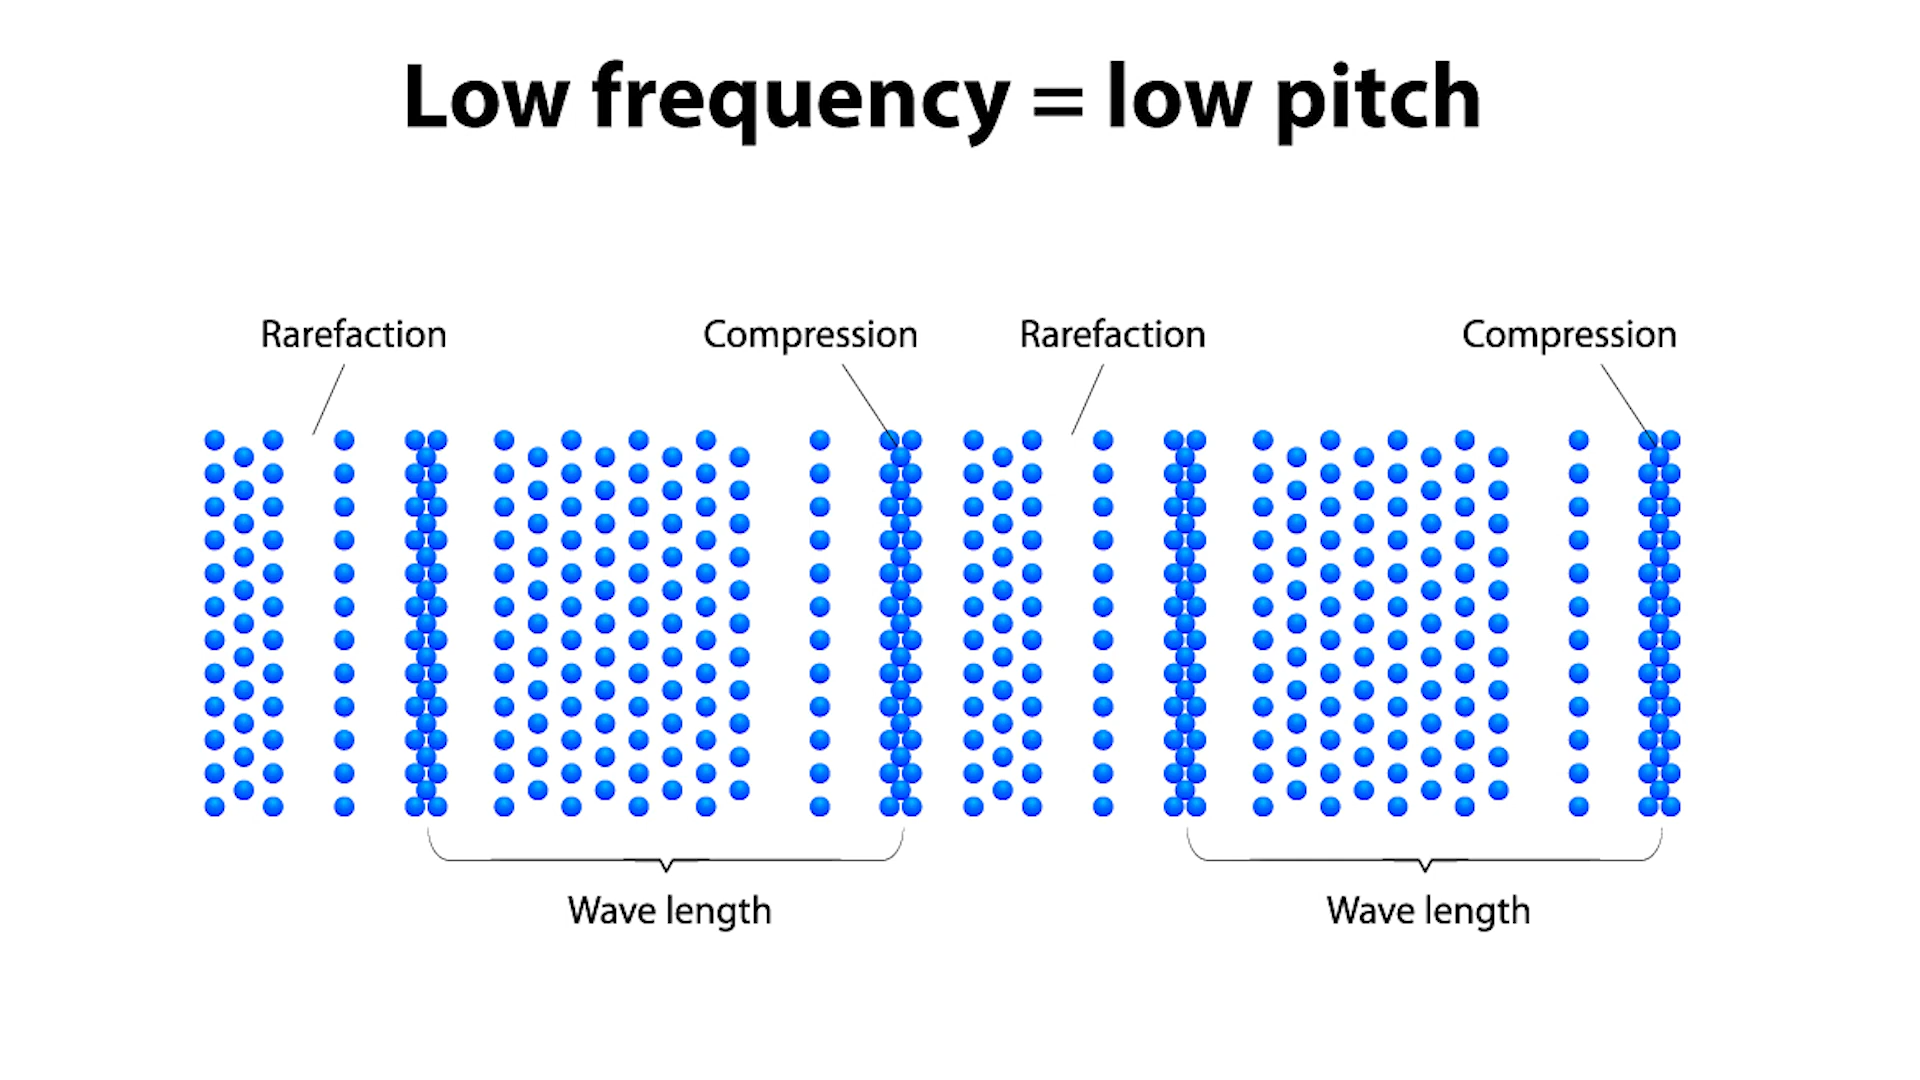 Low frequency = low pitch
Rarefaction
Compression
Rarefaction
Compression
Wave length
Wave length